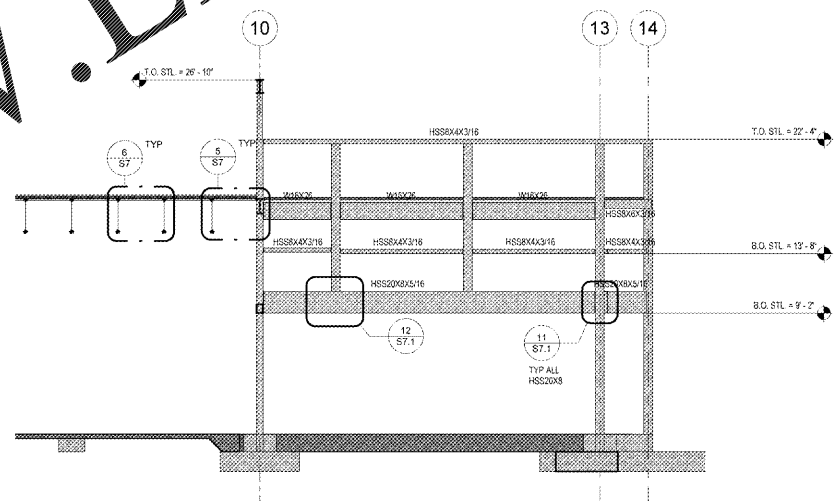 10
13
14
T.O. STL. = 26' - 10"
HSS8X4X3/16
T.O. STL. = 22' - 4"
6
S7
TYP
5
S7
TYP
W16X26
W16X26
W16X26
HSS8X6X3/16
HSS8X4X3/16
HSS8X4X3/16
HSS8X4X3/16
HSS8X4X3/16
B.O. STL. = 13' - 8"
HSS20X8X5/16
HSS20X8X5/16
B.O. STL. = 9' - 2"
12
S7.1
11
S7.1
TYP ALL
HSS20X8